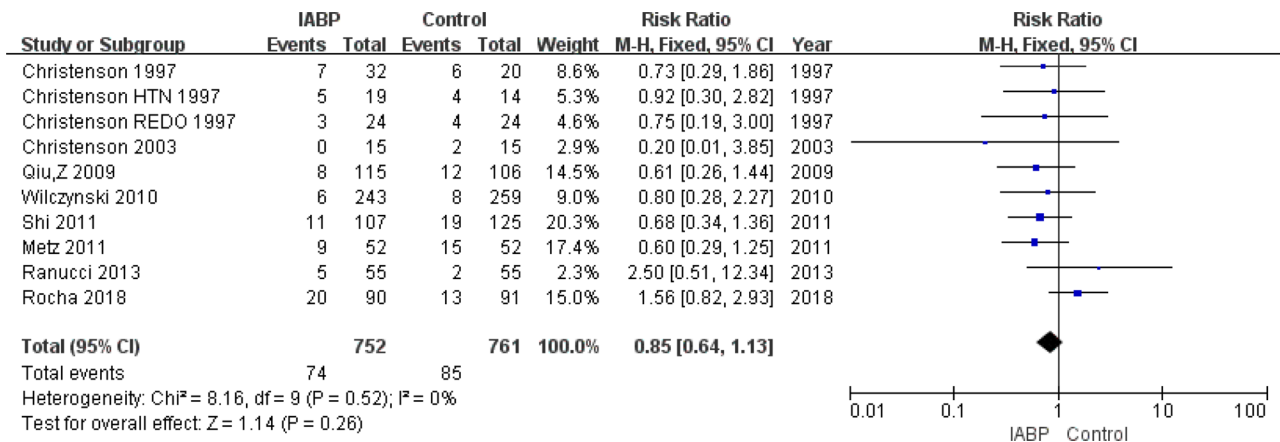 IABP Control Risk Ratio Risk Ratio
Study or Subgroup Events Total Events Total Weight M-H, Fixed, 95% CI Year M-H, Fixed, 95% CI
Christenson 1997 7 32 6 20 8.6% 0.73 [0.29, 1.86] 1997
Christenson HTN 1997 5 19 4 14 5.3% 0.92 [0.30, 2.82] 1997
Christenson REDO 1997 3 24 4 24 4.6% 0.75 [0.19, 3.00] 1997
Christenson 2003 0 15 2 15 2.9% 0.20 [0.01, 3.85] 2003
Qiu,Z 2009 8 115 12 106 14.5% 0.61 [0.26, 1.44] 2009
Wilczynski 2010 6 243 8 259 9.0% 0.80 [0.28, 2.27] 2010
Shi 2011 11 107 19 125 20.3% 0.68 [0.34, 1.36] 2011
Metz 2011 9 52 15 52 17.4% 0.60 [0.29, 1.25] 2011
Ranucci 2013 5 55 2 55 2.3% 2.50 [0.51, 12.34] 2013
Rocha 2018 20 90 13 91 15.0% 1.56 [0.82, 2.93] 2018
Total (95% CI) 752 761 100.0% 0.85 [0.64, 1.13]
Total events 74 85
Heterogeneity: Chi² = 8.16, df = 9 (P = 0.52); I² = 0%
Test for overall effect: Z = 1.14 (P = 0.26)
0.01 0.1 1 10 100
IABP Control